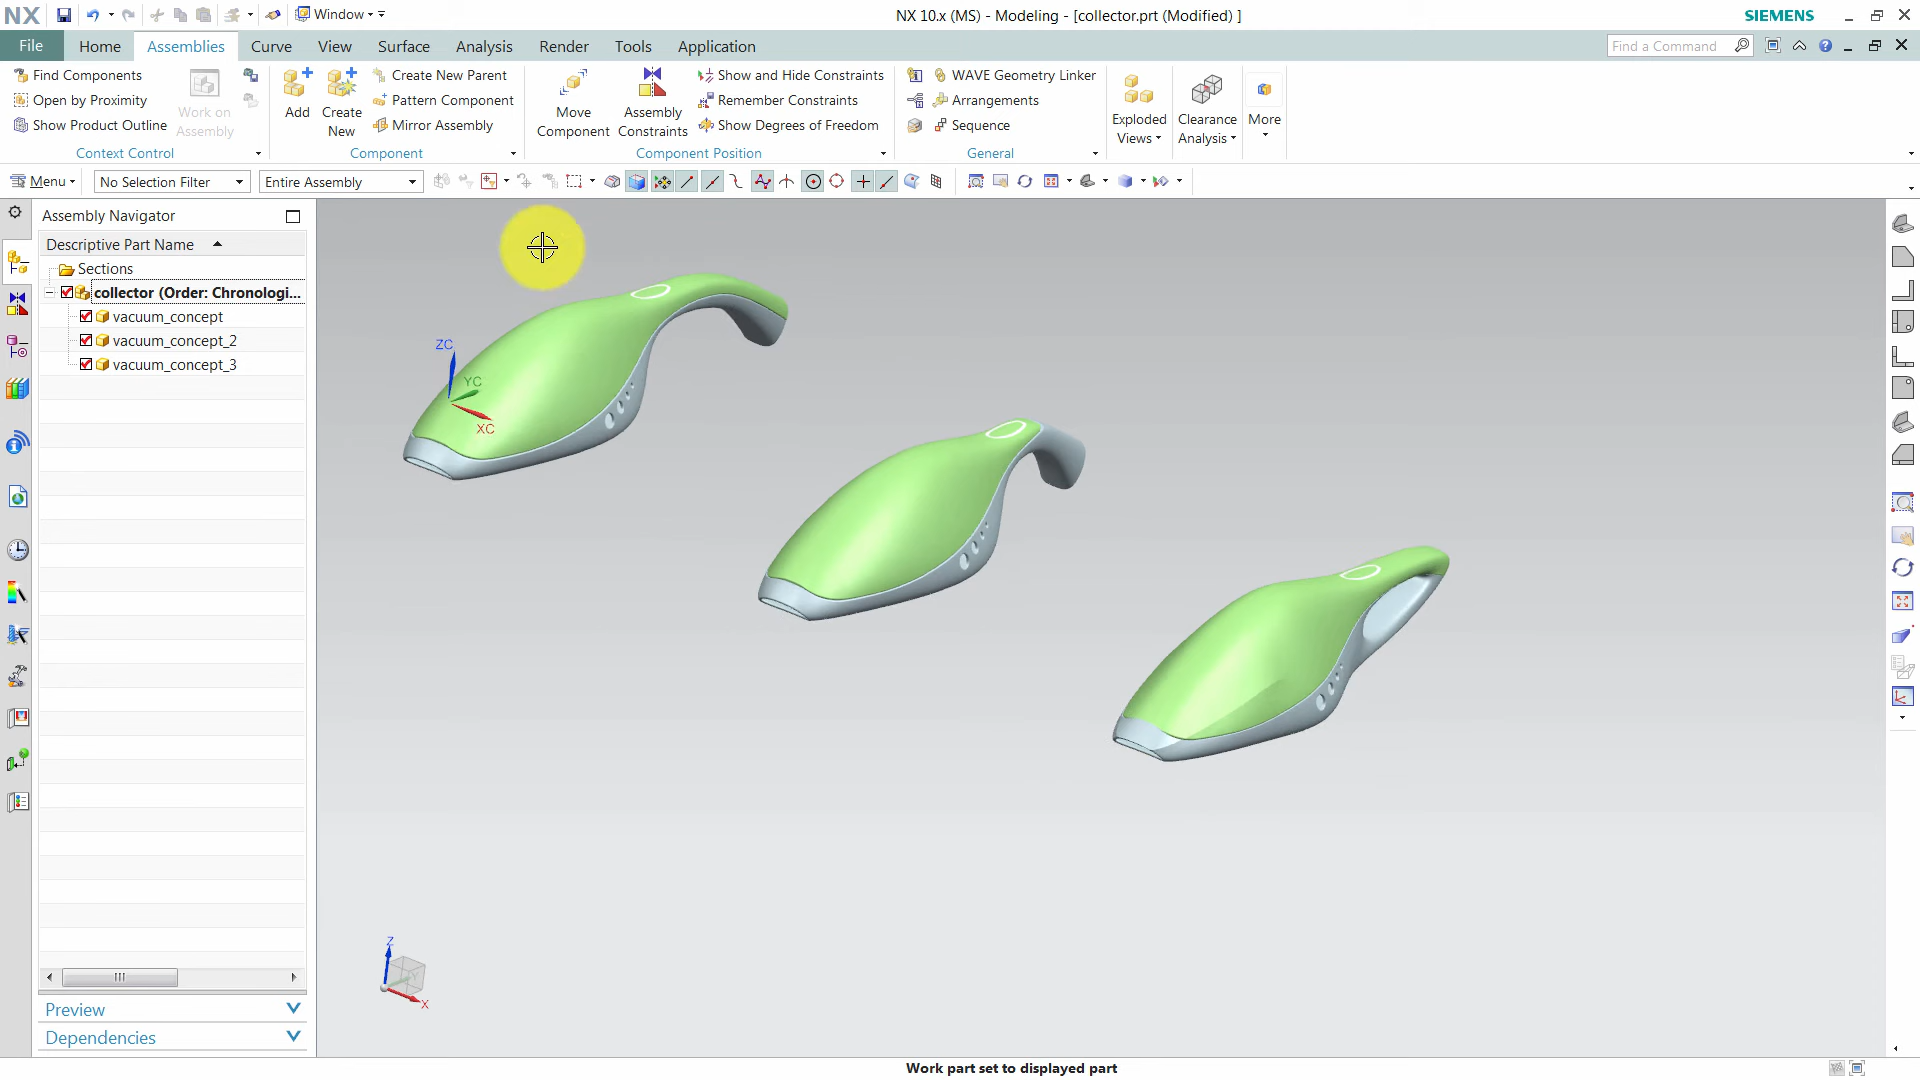 NX
Window
NX 10.x (MS) - Modeling - [collector.prt (Modified) ]
SIEMENS
File
Home
Assemblies
Curve
View
Surface
Analysis
Render
Tools
Application
Find a Command
Find Components
Open by Proximity
Show Product Outline
Work on
Assembly
Context Control
Add
Create
New
Create New Parent
Pattern Component
Mirror Assembly
Component
Move
Component
Assembly
Constraints
Show and Hide Constraints
Remember Constraints
Show Degrees of Freedom
Component Position
WAVE Geometry Linker
Arrangements
Sequence
General
Exploded
Views
Clearance
Analysis
More
Menu
No Selection Filter
Entire Assembly
Assembly Navigator
Descriptive Part Name
Sections
collector (Order: Chronologi...
vacuum_concept
vacuum_concept_2
vacuum_concept_3
ZC
YC
XC
Z
Y
X
Preview
Dependencies
Work part set to displayed part